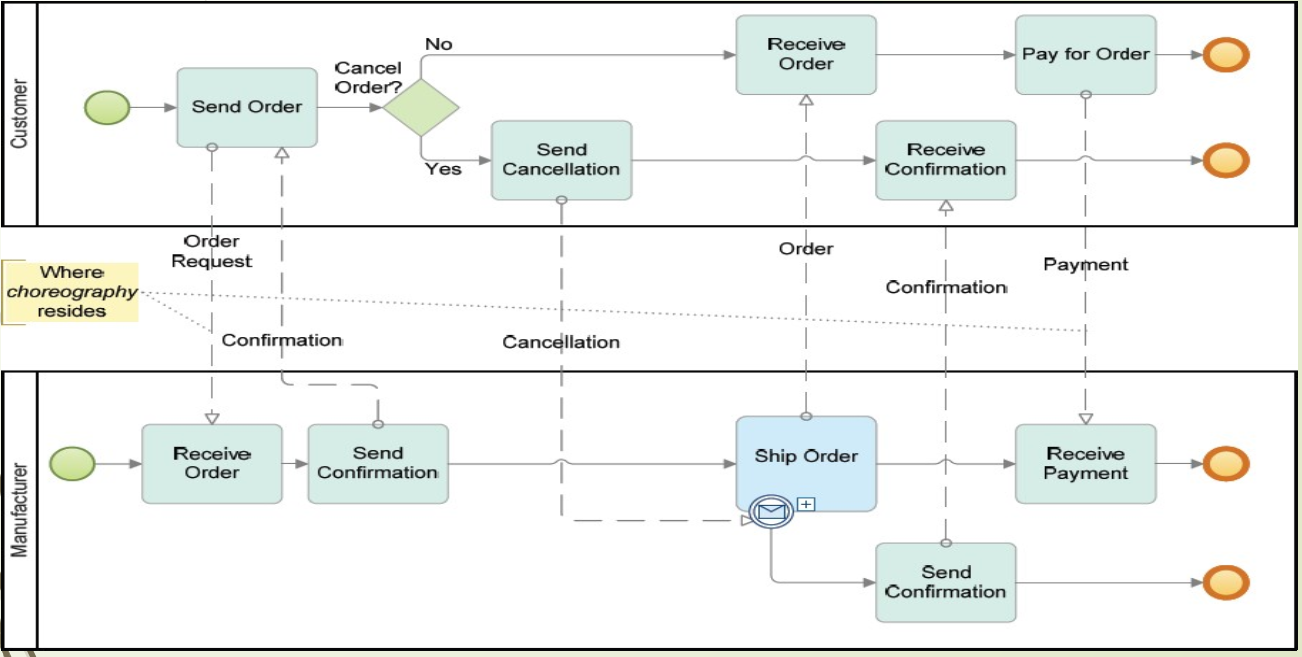 Customer
Send Order
Cancel
Order?
No
Yes
Receive
Order
Pay for Order
Send
Cancellation
Receive
Confirmation
Order
Request
Where
choreography
resides
Confirmation
Cancellation
Order
Confirmation
Payment
Manufacturer
Receive
Order
Send
Confirmation
Ship Order
Receive
Payment
Send
Confirmation